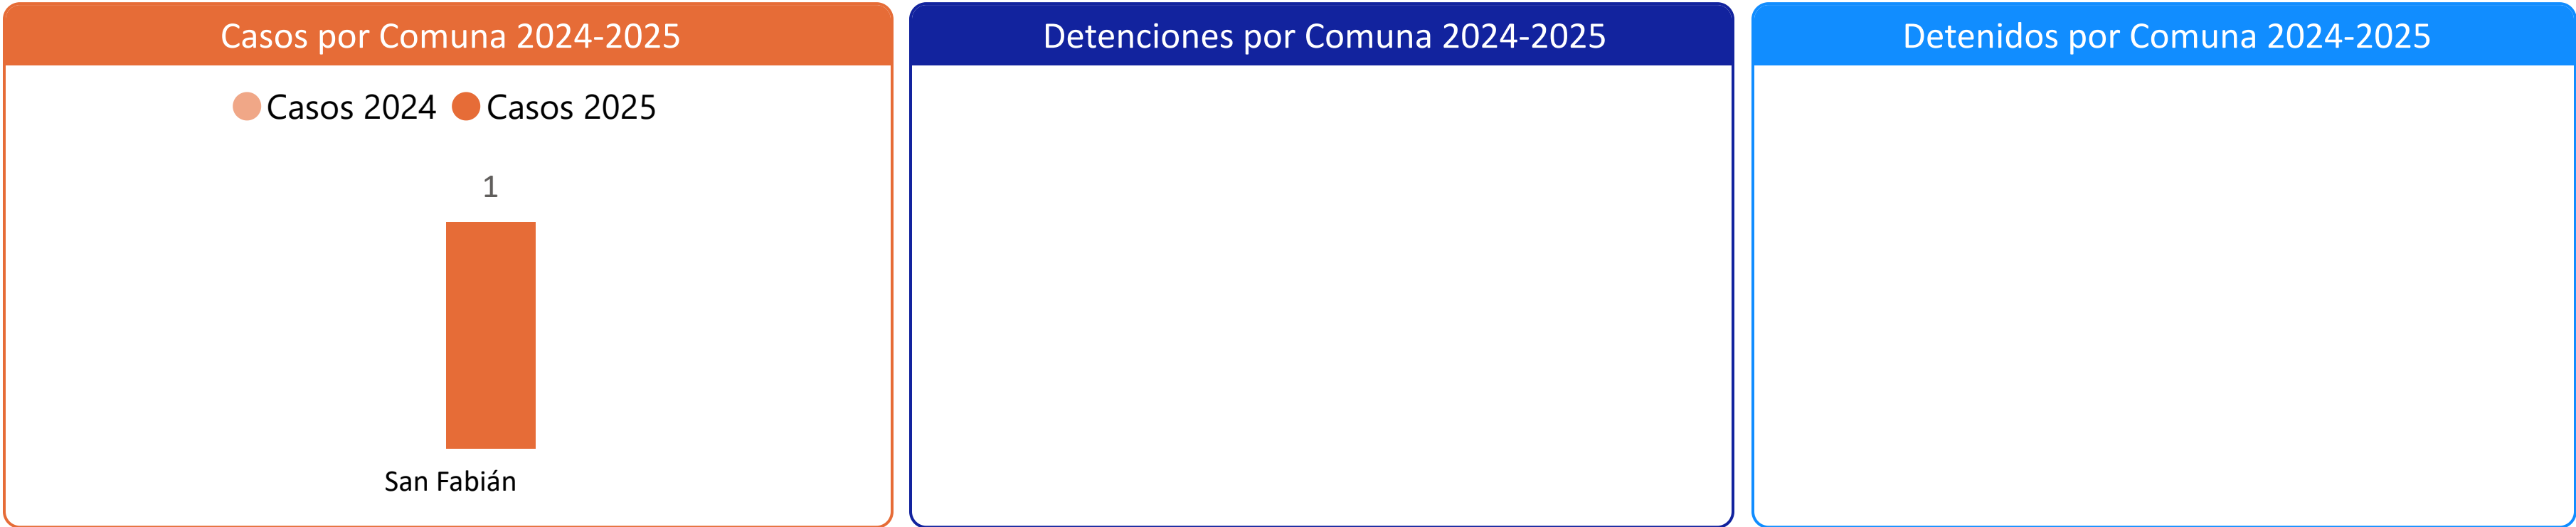 Casos por Comuna 2024-2025
Casos 2024 Casos 2025
1
San Fabián
Detenciones por Comuna 2024-2025
Detenidos por Comuna 2024-2025